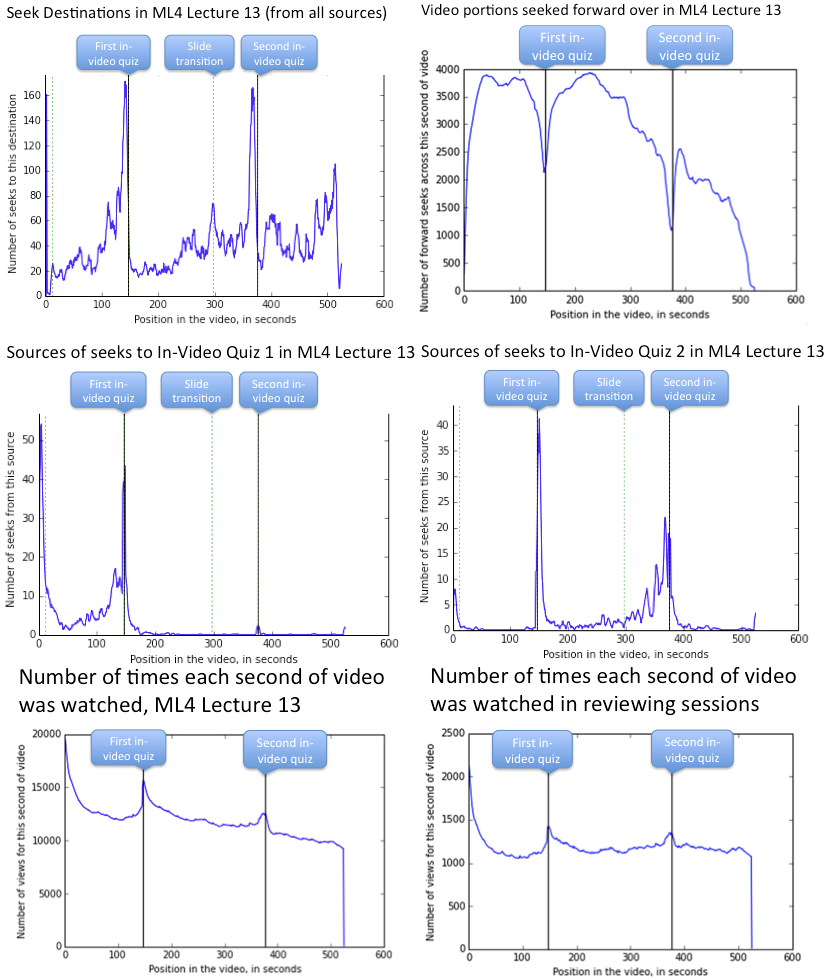 Seek Destinations in ML4 Lecture 13 (from all sources)
First in-
video quiz
Slide
transition
Second in-
video quiz
Number of seeks to this destination
160
140
120
100
80
60
40
20
0
0 100 200 300 400 500 600
Position in the video, in seconds
Video portions seeked forward over in ML4 Lecture 13
First in-
video quiz
Second in-
video quiz
Number of forward seeks across this second of video
4000
3500
3000
2500
2000
1500
1000
500
0
0 100 200 300 400 500 600
Position in the video, in seconds
Sources of seeks to In-Video Quiz 1 in ML4 Lecture 13
First in-
video quiz
Slide
transition
Second in-
video quiz
Number of seeks from this source
50
40
30
20
10
0
0 100 200 300 400 500 600
Position in the video, in seconds
Sources of seeks to In-Video Quiz 2 in ML4 Lecture 13
First in-
video quiz
Slide
transition
Second in-
video quiz
Number of seeks from this source
40
35
30
25
20
15
10
5
0
0 100 200 300 400 500 600
Position in the video, in seconds
Number of times each second of video
was watched, ML4 Lecture 13
First in-
video quiz
Second in-
video quiz
Number of views for this second of video
20000
15000
10000
5000
0
0 100 200 300 400 500 600
Position in the video, in seconds
Number of times each second of video
was watched in reviewing sessions
First in-
video quiz
Second in-
video quiz
Number of views for this second of video
2500
2000
1500
1000
500
0
0 100 200 300 400 500 600
Position in the video, in seconds